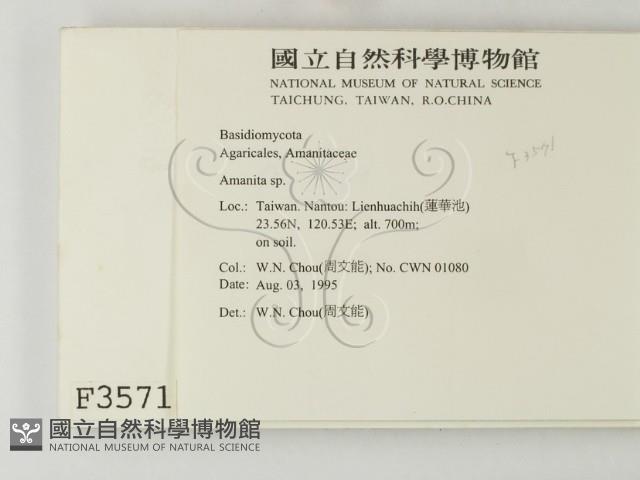 國立自然科學博物館
NATIONAL MUSEUM OF NATURAL SCIENCE
TAICHUNG, TAIWAN, R.O.CHINA
Basidiomycota
Agaricales, Amanitaceae
F3571
Amanita sp.
Loc.: Taiwan. Nantou: Lienhuachih(蓮華池)
23.56N, 120.53E; alt. 700m;
on soil.
Col.: W.N. Chou(周文能); No. CWN 01080
Date: Aug. 03, 1995
Det.: W.N. Chou(周文能)
F3571
國立自然科學博物館
NATIONAL MUSEUM OF NATURAL SCIENCE